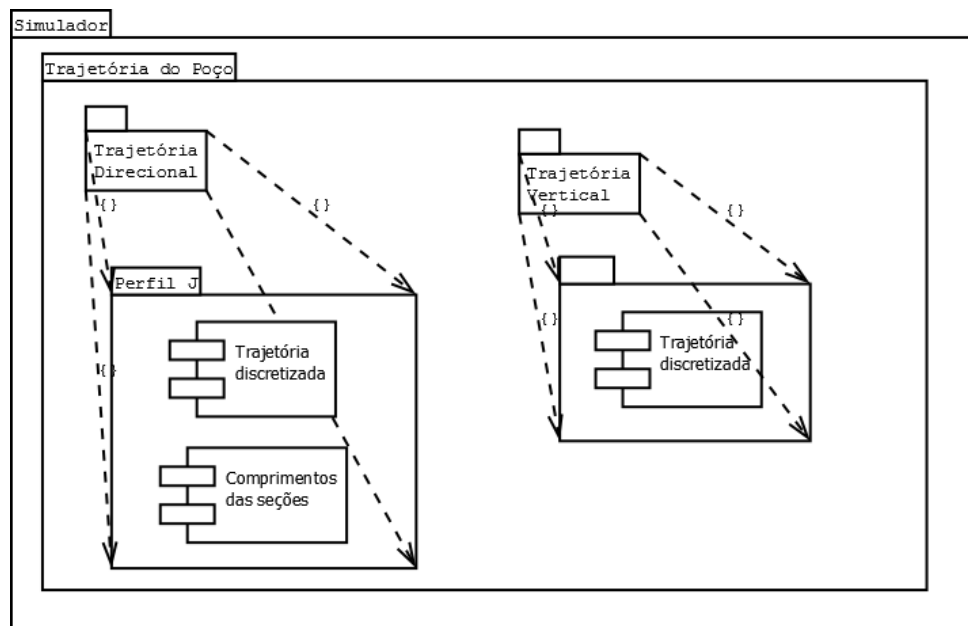 Simulador
Trajetória do Poço
Trajetória
Direcional
{}
{}
Perfil J
Trajetória
discretizada
{}
Comprimentos
das seções
Trajetória
Vertical
{}
{}
{}
{}
Trajetória
discretizada